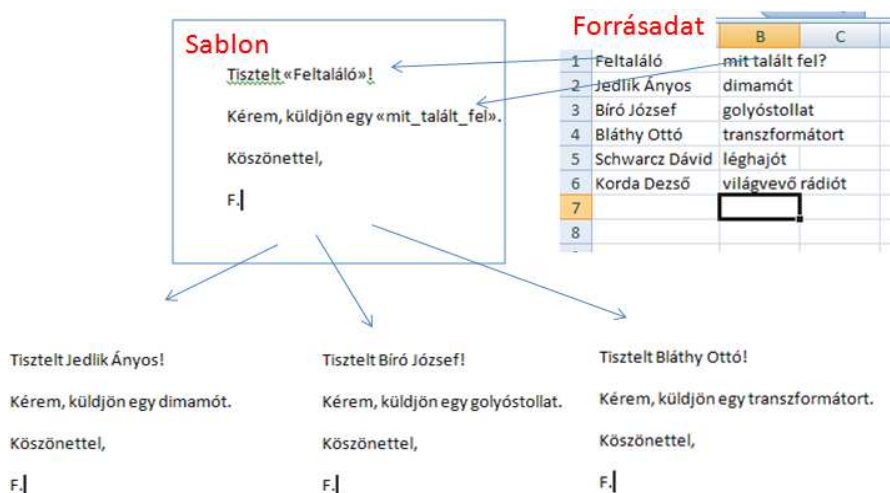 Sablon
Tisztelt «Feltaláló»!
Kérem, küldjön egy «mit_talált_fel».
Köszönettel,
F.
Forrásadat
B C
1 Feltaláló mit talált fel?
2 Jedlik Ányos dimamót
3 Bíró József golyóstollat
4 Bláthy Ottó transzformátort
5 Schwarcz Dávid léghajót
6 Korda Dezső világvevő rádiót
7
8
Tisztelt Jedlik Ányos!
Kérem, küldjön egy dimamót.
Köszönettel,
F.
Tisztelt Bíró József!
Kérem, küldjön egy golyóstollat.
Köszönettel,
F.
Tisztelt Bláthy Ottó!
Kérem, küldjön egy transzformátort.
Köszönettel,
F.